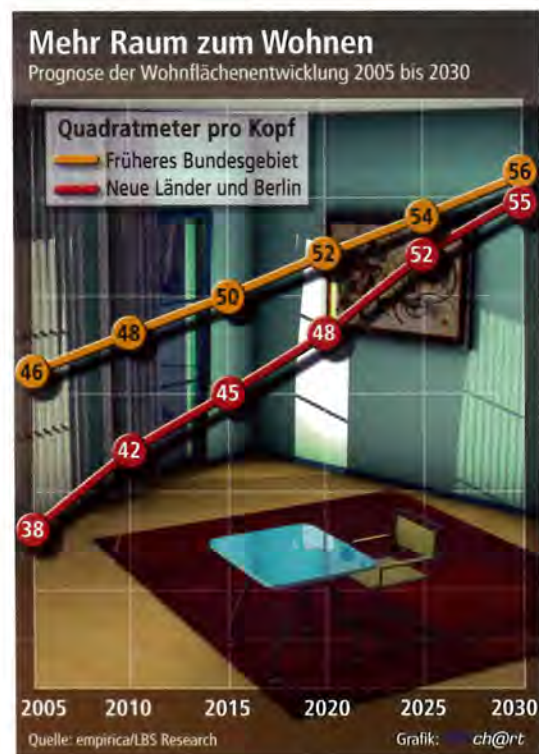 Mehr Raum zum Wohnen
Prognose der Wohnflächenentwicklung 2005 bis 2030
Quadratmeter pro Kopf
Früheres Bundesgebiet
Neue Länder und Berlin
46 48 50 52 54 56
38 42 45 48 52 55
2005 2010 2015 2020 2025 2030
Quelle: empirica/LBS Research
Grafik: ch@rt